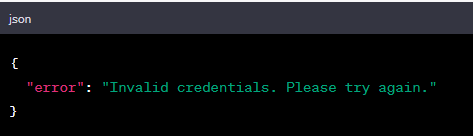 json
{
"error": "Invalid credentials. Please try again."
}